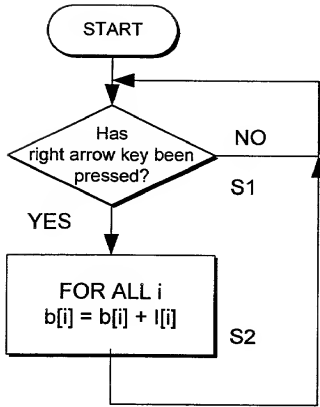 START
Has
right arrow key been
pressed?
NO
S1
YES
FOR ALL i
b[i] = b[i] + I[i]
S2